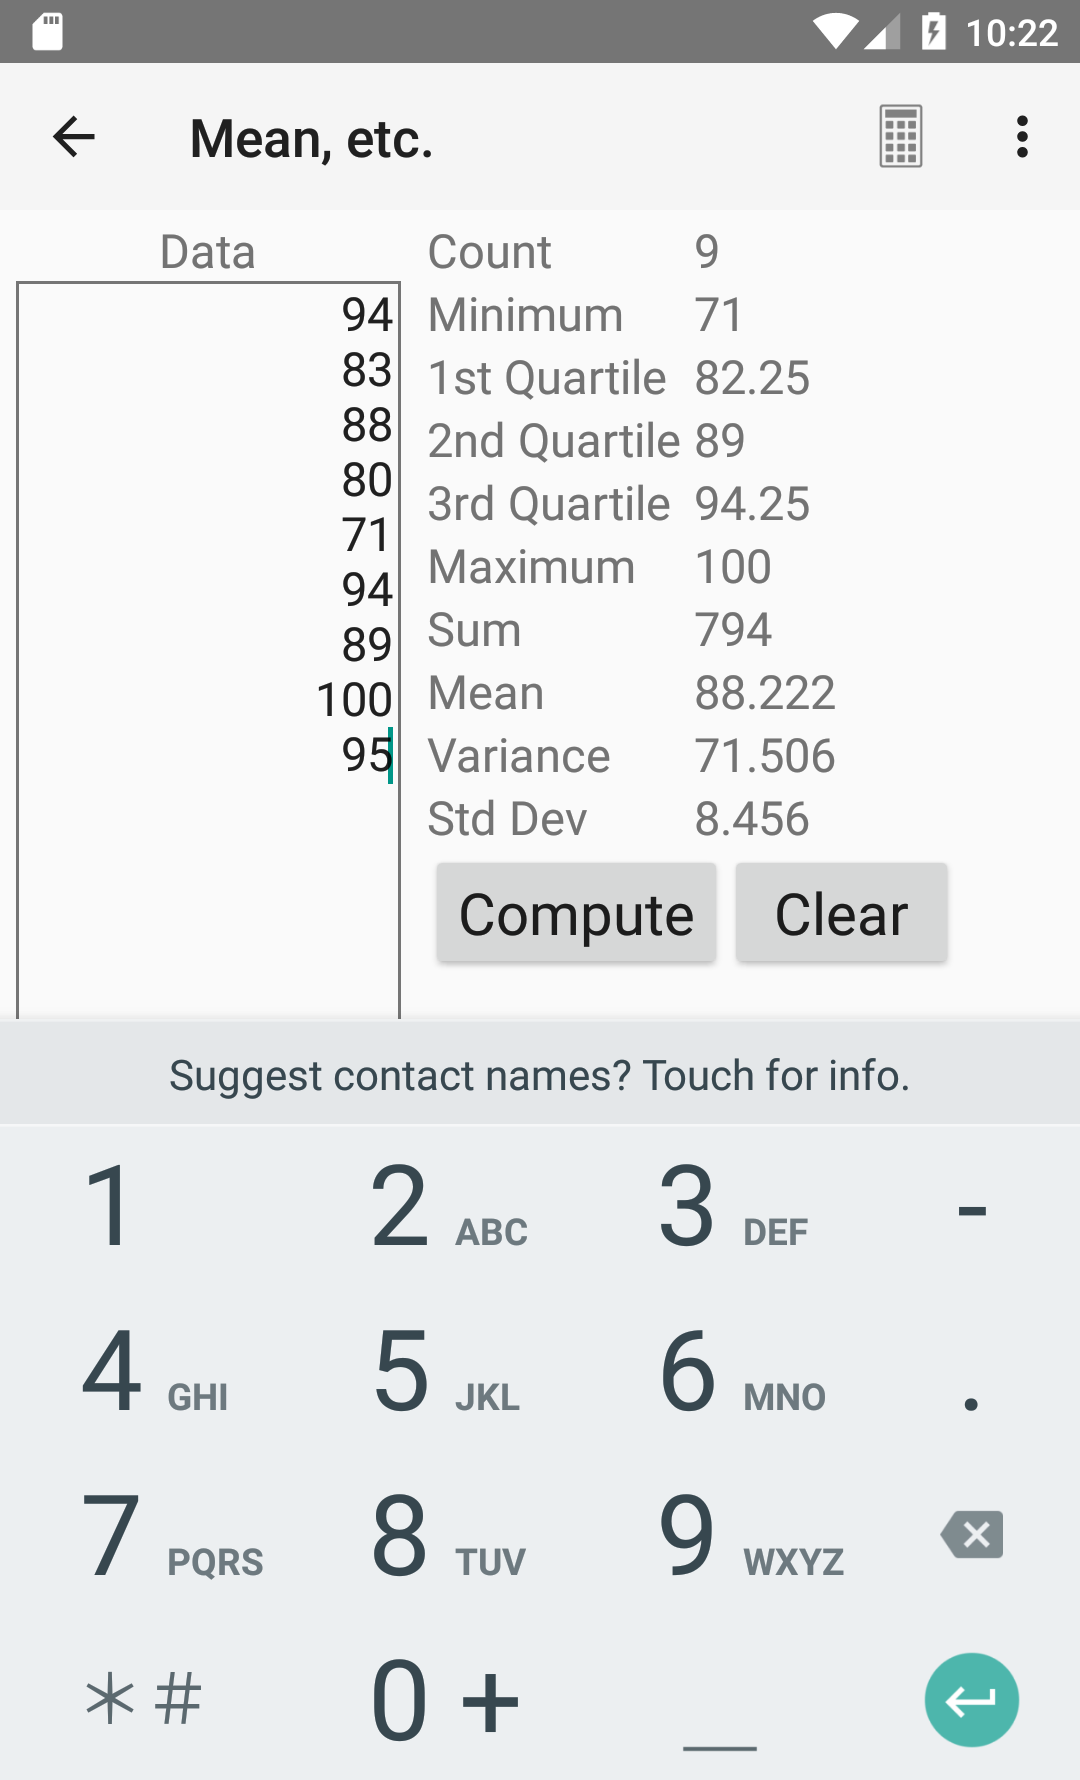 10:22
Mean, etc.
Data
94
83
88
80
71
94
89
100
95
Count 9
Minimum 71
1st Quartile 82.25
2nd Quartile 89
3rd Quartile 94.25
Maximum 100
Sum 794
Mean 88.222
Variance 71.506
Std Dev 8.456
Compute Clear
Suggest contact names? Touch for info.
1 2 ABC 3 DEF -
4 GHI 5 JKL 6 MNO .
7 PQRS 8 TUV 9 WXYZ
*# 0 + _